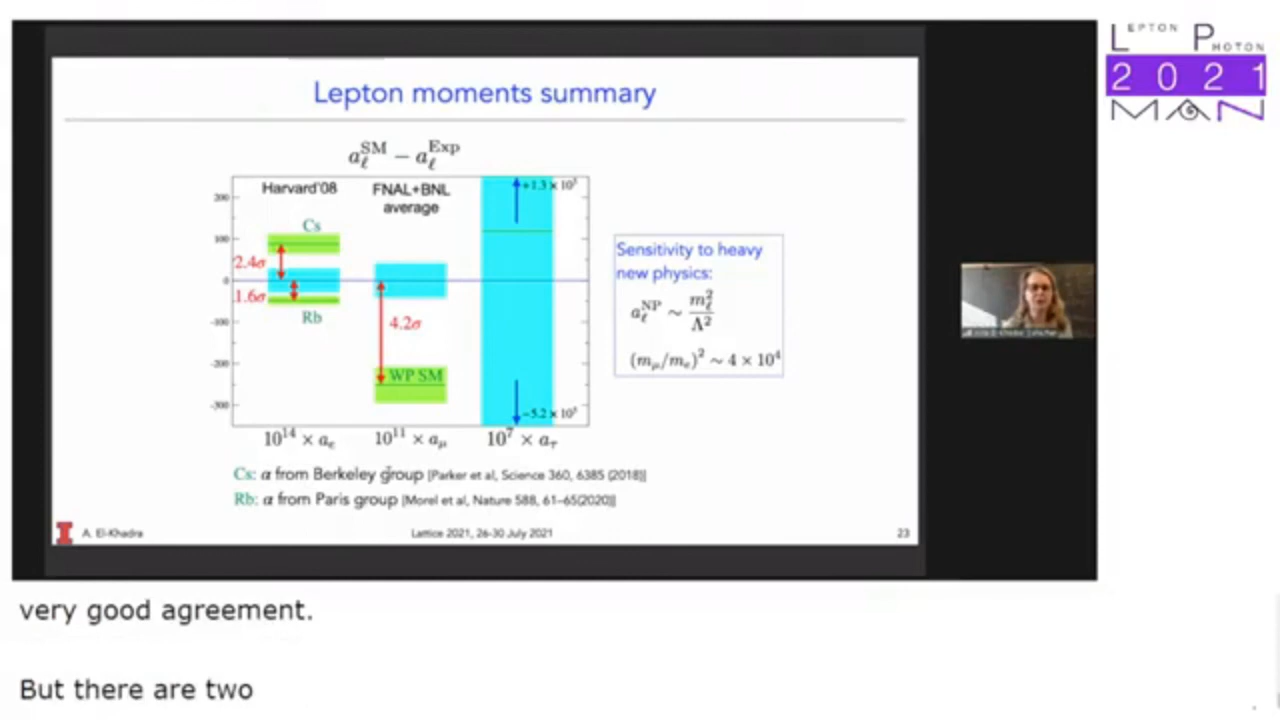 LEPTON PHOTON
2021
MAN
Lepton moments summary
a_ℓ^SM − a_ℓ^Exp
Harvard'08
FNAL+BNL
average
+1.3 × 10⁵
200
Cs
100
2.4σ
0
1.6σ
Rb
-100
4.2σ
-200
WP SM
-300
−5.2 × 10⁵
10¹⁴ × a_e
10¹¹ × a_μ
10⁷ × a_τ
Sensitivity to heavy
new physics:
a_ℓ^NP ∼ m_ℓ²/Λ²
(m_μ/m_e)² ∼ 4 × 10⁴
Cs: α from Berkeley group [Parker et al, Science 360, 6385 (2018)]
Rb: α from Paris group [Morel et al, Nature 588, 61–65(2020)]
I A. El-Khadra
Lattice 2021, 26-30 July 2021
23
very good agreement.
But there are two